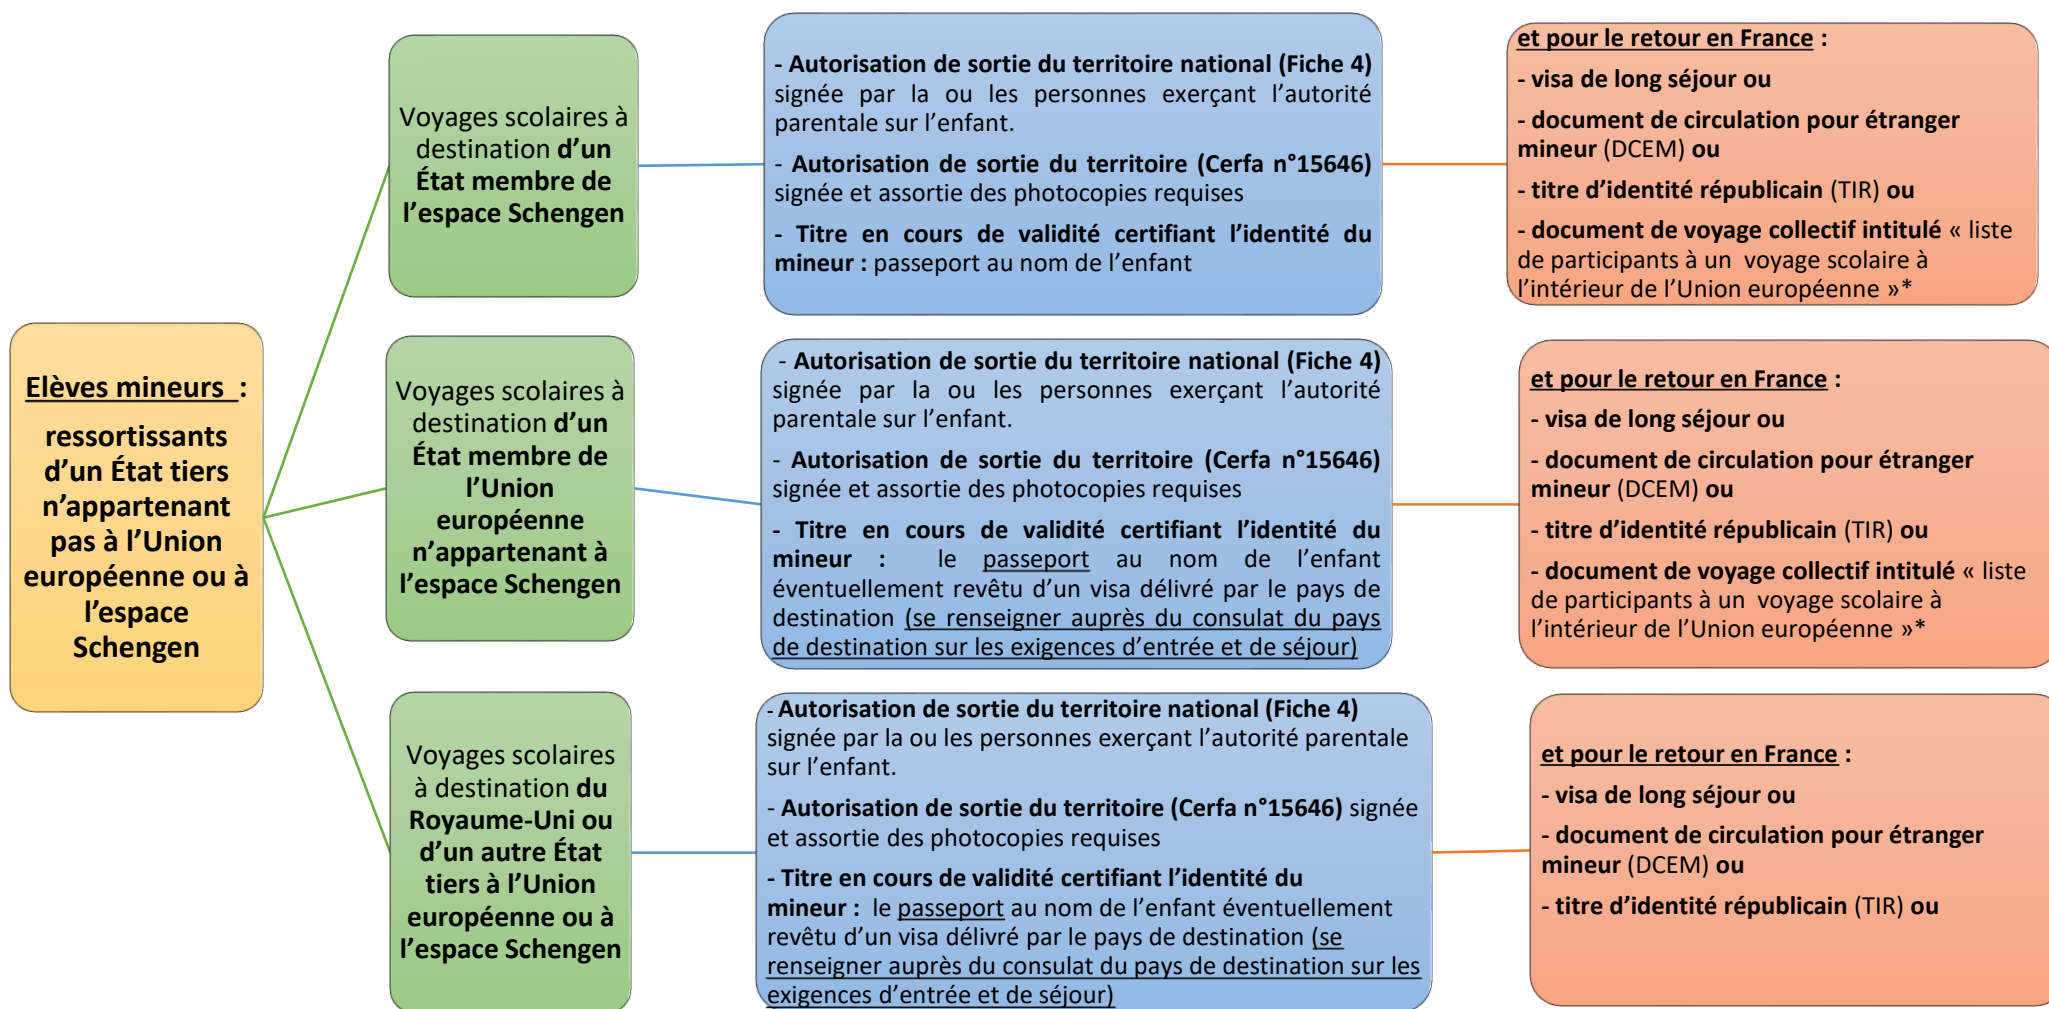 Elèves mineurs :
ressortissants
d’un État tiers
n’appartenant
pas à l’Union
européenne ou à
l’espace
Schengen
Voyages scolaires à
destination d’un
État membre de
l’espace Schengen
- Autorisation de sortie du territoire national (Fiche 4)
signée par la ou les personnes exerçant l’autorité
parentale sur l’enfant.
- Autorisation de sortie du territoire (Cerfa n°15646)
signée et assortie des photocopies requises
- Titre en cours de validité certifiant l’identité du
mineur : passeport au nom de l’enfant
et pour le retour en France :
- visa de long séjour ou
- document de circulation pour étranger
mineur (DCEM) ou
- titre d’identité républicain (TIR) ou
- document de voyage collectif intitulé « liste
de participants à un voyage scolaire à
l’intérieur de l’Union européenne »*
Voyages scolaires à
destination d’un
État membre de
l’Union
européenne
n’appartenant à
l’espace Schengen
- Autorisation de sortie du territoire national (Fiche 4)
signée par la ou les personnes exerçant l’autorité
parentale sur l’enfant.
- Autorisation de sortie du territoire (Cerfa n°15646)
signée et assortie des photocopies requises
- Titre en cours de validité certifiant l’identité du
mineur : le passeport au nom de l’enfant
éventuellement revêtu d’un visa délivré par le pays de
destination (se renseigner auprès du consulat du pays
de destination sur les exigences d’entrée et de séjour)
et pour le retour en France :
- visa de long séjour ou
- document de circulation pour étranger
mineur (DCEM) ou
- titre d’identité républicain (TIR) ou
- document de voyage collectif intitulé « liste
de participants à un voyage scolaire à
l’intérieur de l’Union européenne »*
Voyages scolaires
à destination du
Royaume-Uni ou
d’un autre État
tiers à l’Union
européenne ou à
l’espace Schengen
- Autorisation de sortie du territoire national (Fiche 4)
signée par la ou les personnes exerçant l’autorité parentale
sur l’enfant.
- Autorisation de sortie du territoire (Cerfa n°15646) signée
et assortie des photocopies requises
- Titre en cours de validité certifiant l’identité du
mineur : le passeport au nom de l’enfant éventuellement
revêtu d’un visa délivré par le pays de destination (se
renseigner auprès du consulat du pays de destination sur les
exigences d’entrée et de séjour)
et pour le retour en France :
- visa de long séjour ou
- document de circulation pour étranger
mineur (DCEM) ou
- titre d’identité républicain (TIR) ou